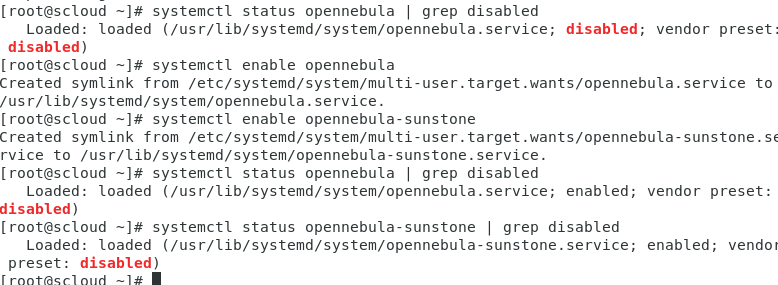 [root@scloud ~]# systemctl status opennebula | grep disabled
   Loaded: loaded (/usr/lib/systemd/system/opennebula.service; disabled; vendor preset:
 disabled)
[root@scloud ~]# systemctl enable opennebula
Created symlink from /etc/systemd/system/multi-user.target.wants/opennebula.service to
/usr/lib/systemd/system/opennebula.service.
[root@scloud ~]# systemctl enable opennebula-sunstone
Created symlink from /etc/systemd/system/multi-user.target.wants/opennebula-sunstone.se
rvice to /usr/lib/systemd/system/opennebula-sunstone.service.
[root@scloud ~]# systemctl status opennebula | grep disabled
   Loaded: loaded (/usr/lib/systemd/system/opennebula.service; enabled; vendor preset:
disabled)
[root@scloud ~]# systemctl status opennebula-sunstone | grep disabled
   Loaded: loaded (/usr/lib/systemd/system/opennebula-sunstone.service; enabled; vendor
 preset: disabled)
[root@scloud ~]#